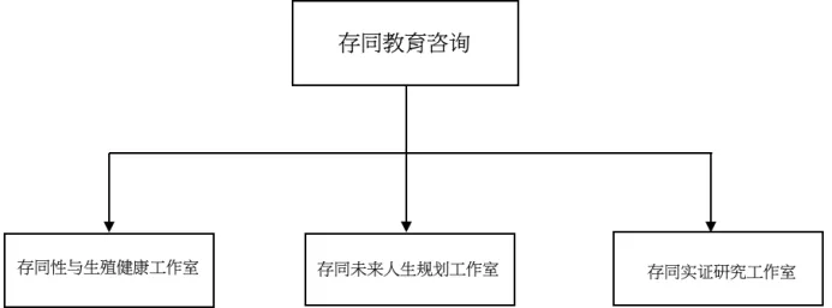 存同教育咨询
存同性与生殖健康工作室
存同未来人生规划工作室
存同实证研究工作室